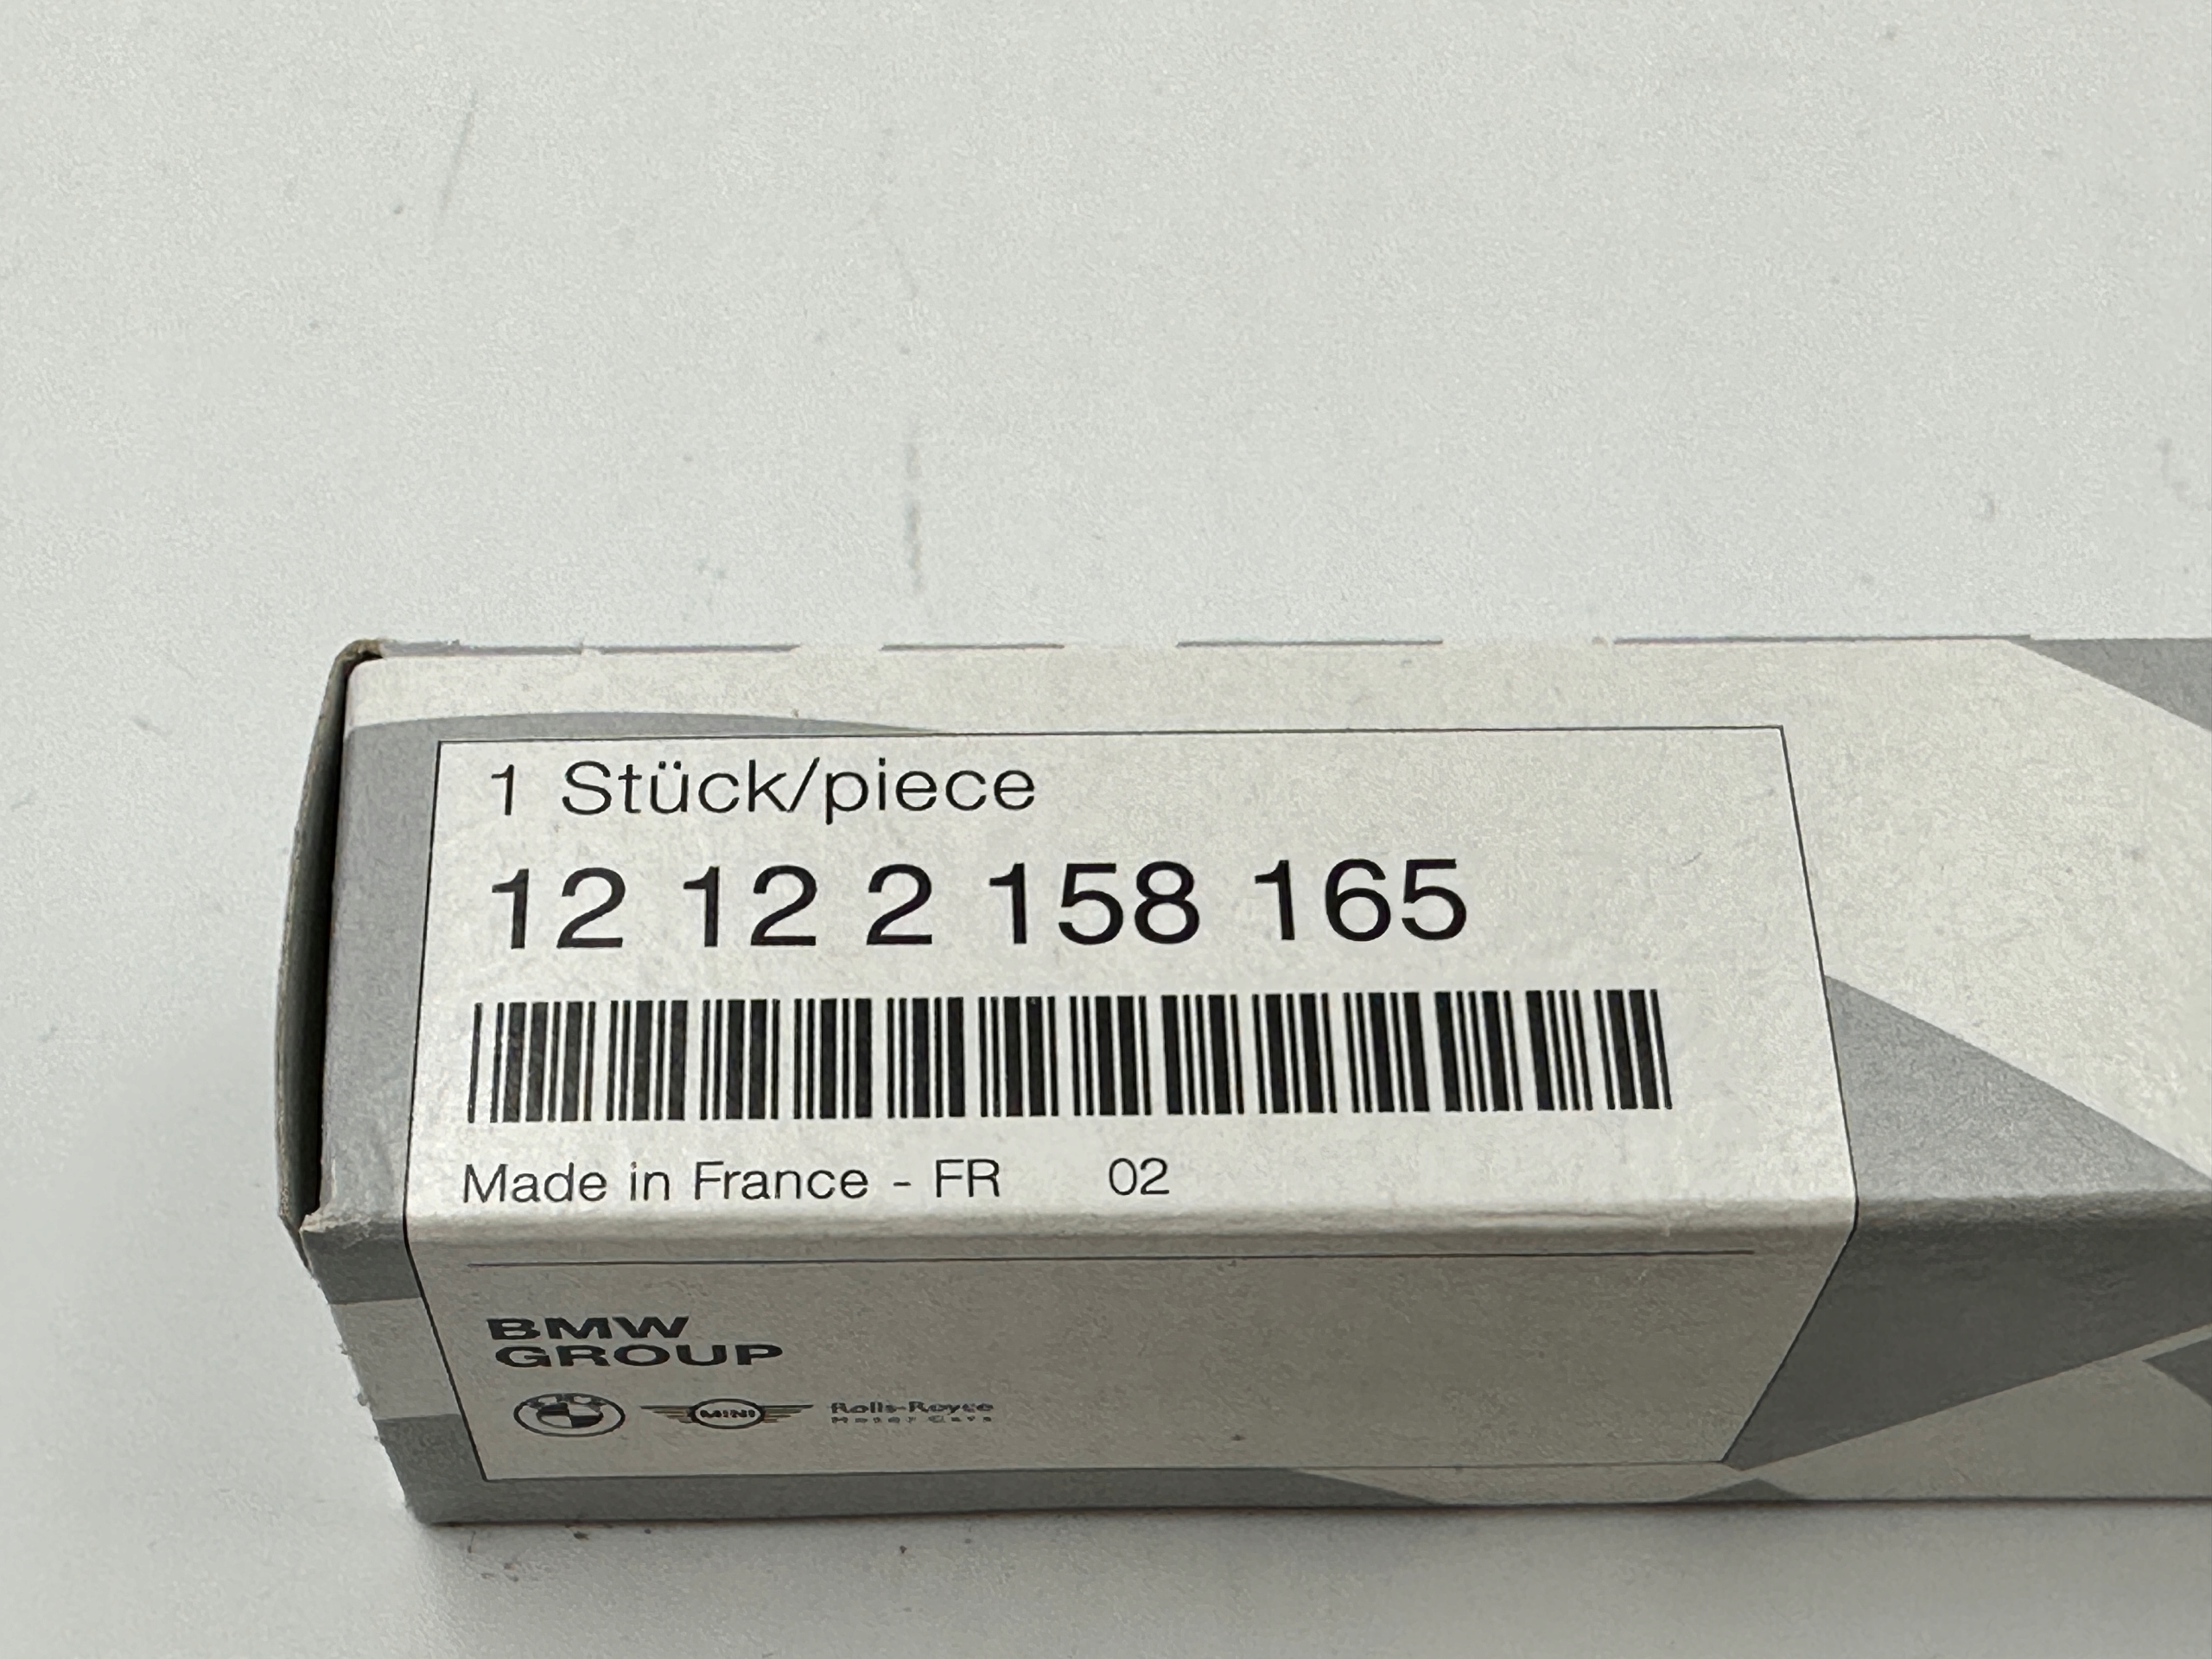 1 Stück/piece
12 12 2 158 165
Made in France - FR 02
BMW
GROUP
MINI
Rolls-Royce
Motor Cars